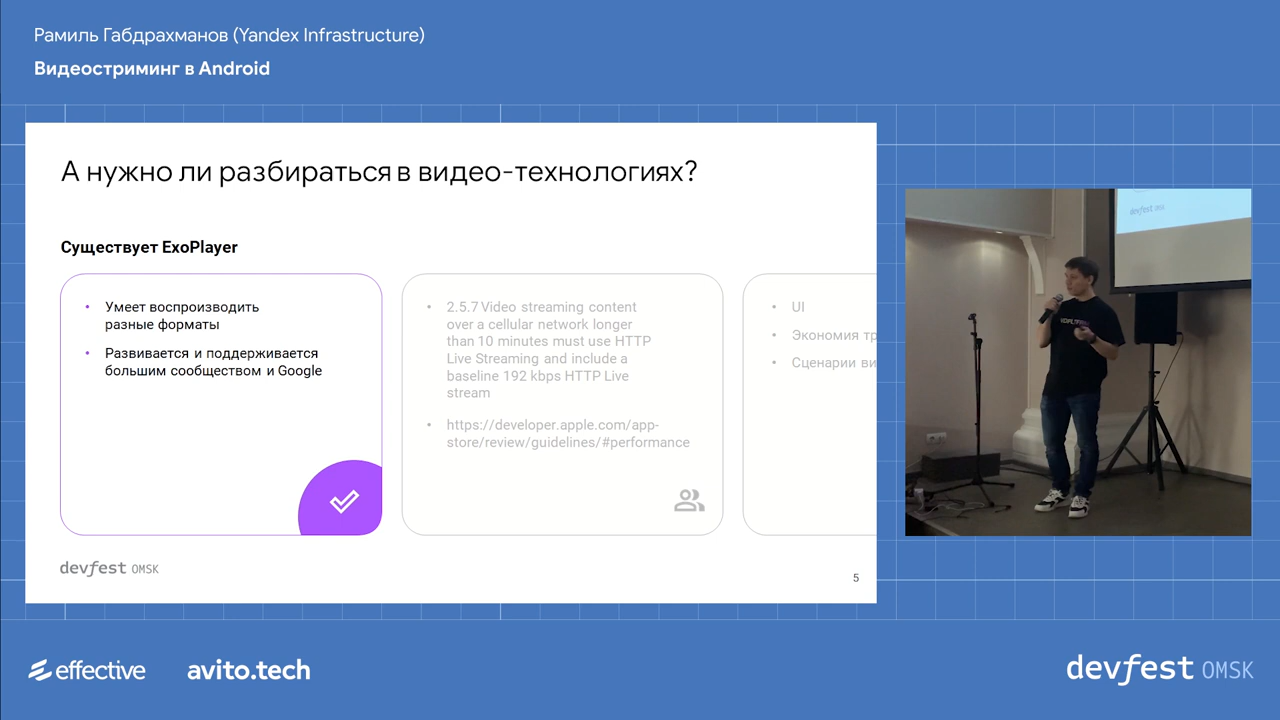 Рамиль Габдрахманов (Yandex Infrastructure)
Видеостриминг в Android
А нужно ли разбираться в видео-технологиях?
Существует ExoPlayer
• Умеет воспроизводить
разные форматы
• Развивается и поддерживается
большим сообществом и Google
• 2.5.7 Video streaming content
over a cellular network longer
than 10 minutes must use HTTP
Live Streaming and include a
baseline 192 kbps HTTP Live
stream
• https://developer.apple.com/app-
store/review/guidelines/#performance
• UI
• Экономия тр
• Сценарии ви
devfest OMSK
5
devfest OMSK
effective
avito.tech
devfest OMSK